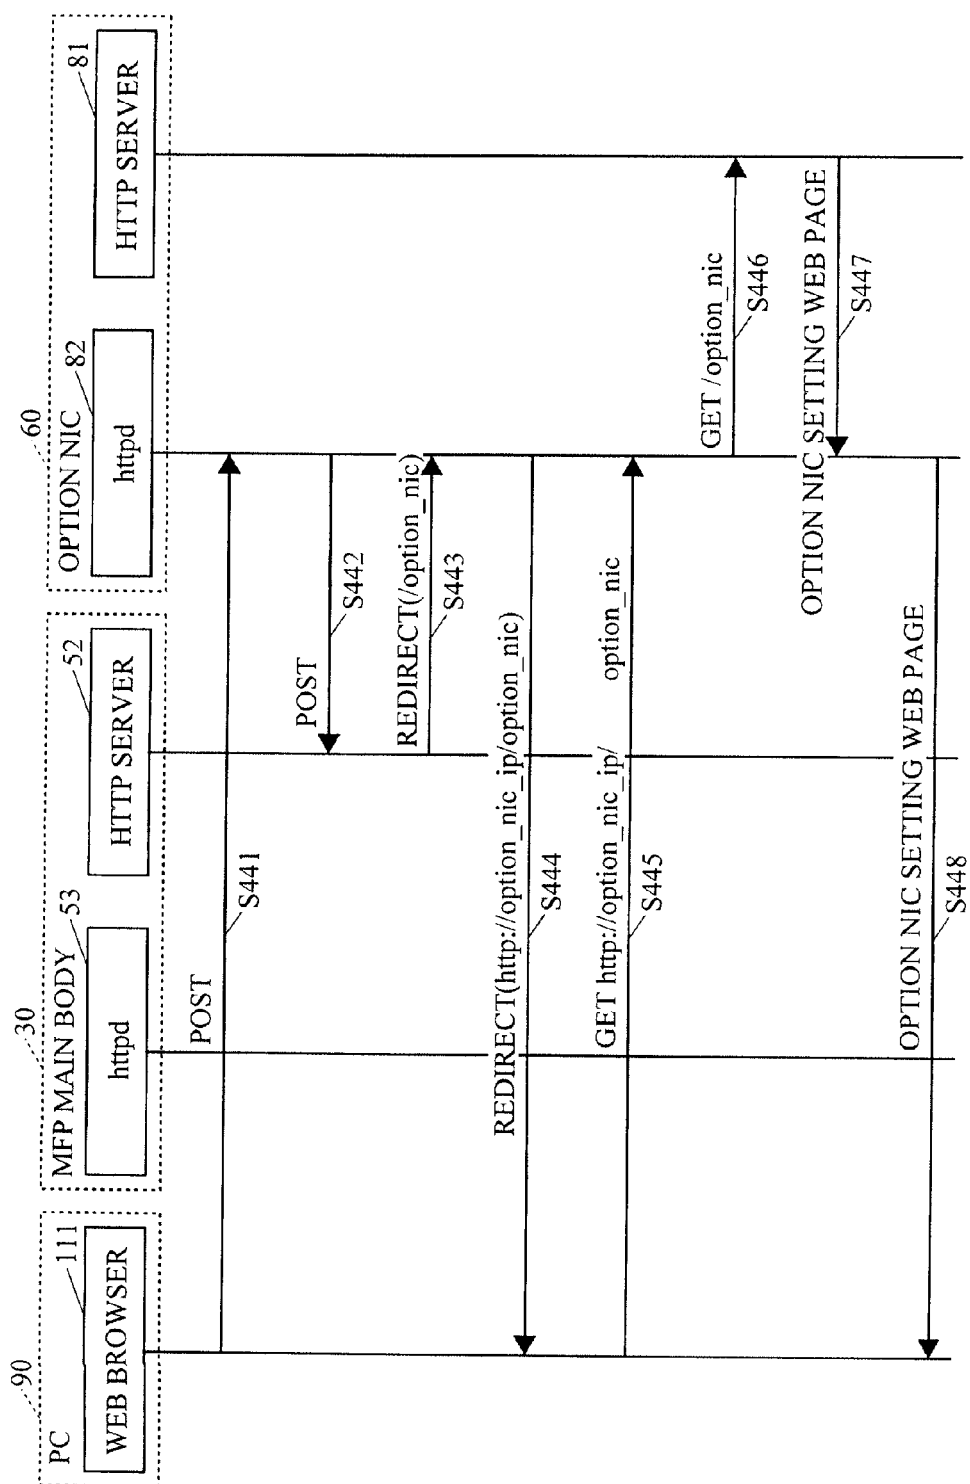 90
PC
111
WEB BROWSER
30
MFP MAIN BODY
53
httpd
52
HTTP SERVER
60
OPTION NIC
82
httpd
81
HTTP SERVER
POST
S441
POST
S442
REDIRECT(/option_nic)
S443
REDIRECT(http://option_nic_ip/option_nic)
S444
GET http://option_nic_ip/ option_nic
S445
GET /option_nic
S446
OPTION NIC SETTING WEB PAGE
S447
OPTION NIC SETTING WEB PAGE
S448